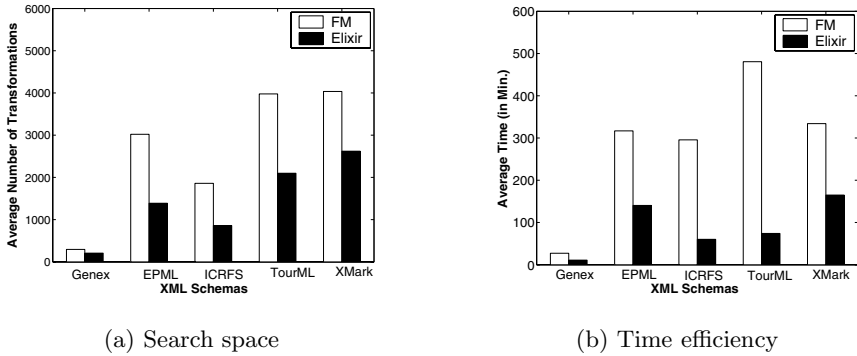 6000
5000
4000
3000
2000
1000
0
Average Number of Transformations
FM
Elixir
Genex EPML ICRFS TourML XMark
XML Schemas
(a) Search space
600
500
400
300
200
100
0
Average Time (in Min.)
FM
Elixir
Genex EPML ICRFS TourML XMark
XML Schemas
(b) Time efficiency